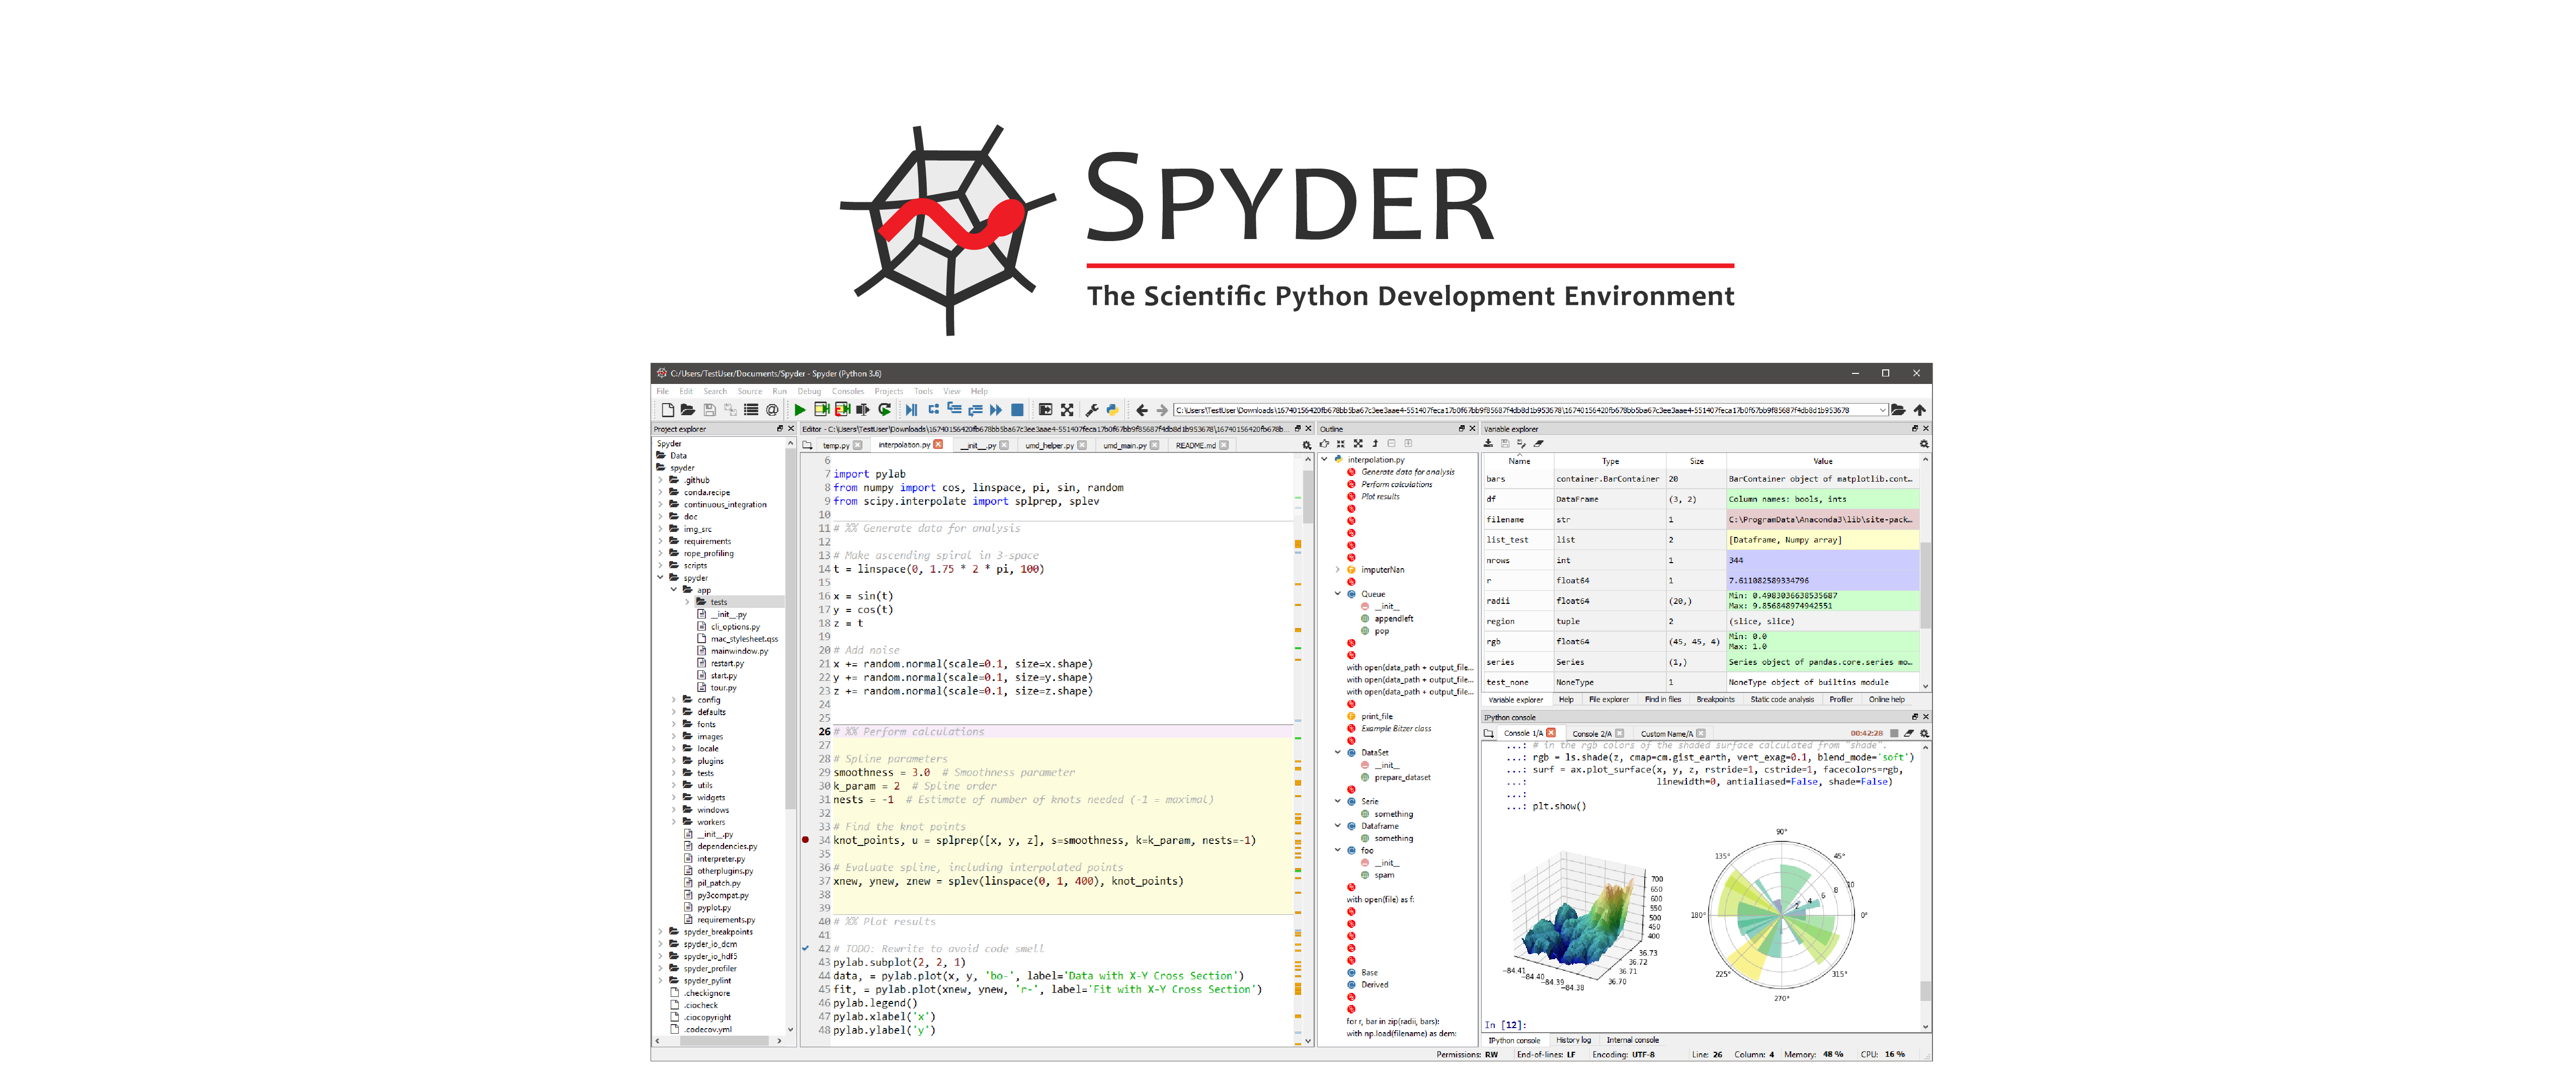 SPYDER
The Scientific Python Development Environment
C:/Users/TestUser/Documents/Spyder - Spyder (Python 3.6)
File Edit Search Source Run Debug Consoles Projects Tools View Help
C:\Users\TestUser\Downloads\16740156420fb678bb5ba67c3ee3aae4-551407feca17b0f67bb9f85687f4db8d1b953678\16740156420fb678bb5ba67c3ee3aae4-551407feca17b0f67bb9f85687f4db8d1b953678
Project explorer
Spyder
Data
spyder
.github
conda.recipe
continuous_integration
doc
img_src
requirements
rope_profiling
scripts
spyder
app
tests
__init__.py
cli_options.py
mac_stylesheet.qss
mainwindow.py
restart.py
start.py
tour.py
config
defaults
fonts
images
locale
plugins
tests
utils
widgets
windows
workers
__init__.py
dependencies.py
interpreter.py
otherplugins.py
pil_patch.py
py3compat.py
pyplot.py
requirements.py
spyder_breakpoints
spyder_io_dcm
spyder_io_hdf5
spyder_profiler
spyder_pylint
.checkignore
.ciocheck
.ciocopyright
.codecov.yml
Editor - C:\Users\TestUser\Downloads\16740156420fb678bb5ba67c3ee3aae4-551407feca17b0f67bb9f85687f4db8d1b953678\16740156420fb678b...
temp.py interpolation.py __init__.py umd_helper.py umd_main.py README.md
6
7 import pylab
8 from numpy import cos, linspace, pi, sin, random
9 from scipy.interpolate import splprep, splev
10
11 # %% Generate data for analysis
12
13 # Make ascending spiral in 3-space
14 t = linspace(0, 1.75 * 2 * pi, 100)
15
16 x = sin(t)
17 y = cos(t)
18 z = t
19
20 # Add noise
21 x += random.normal(scale=0.1, size=x.shape)
22 y += random.normal(scale=0.1, size=y.shape)
23 z += random.normal(scale=0.1, size=z.shape)
24
25
26 # %% Perform calculations
27
28 # Spline parameters
29 smoothness = 3.0  # Smoothness parameter
30 k_param = 2  # Spline order
31 nests = -1  # Estimate of number of knots needed (-1 = maximal)
32
33 # Find the knot points
34 knot_points, u = splprep([x, y, z], s=smoothness, k=k_param, nests=-1)
35
36 # Evaluate spline, including interpolated points
37 xnew, ynew, znew = splev(linspace(0, 1, 400), knot_points)
38
39
40 # %% Plot results
41
42 # TODO: Rewrite to avoid code smell
43 pylab.subplot(2, 2, 1)
44 data, = pylab.plot(x, y, 'bo-', label='Data with X-Y Cross Section')
45 fit, = pylab.plot(xnew, ynew, 'r-', label='Fit with X-Y Cross Section')
46 pylab.legend()
47 pylab.xlabel('x')
48 pylab.ylabel('y')
Outline
interpolation.py
Generate data for analysis
Perform calculations
Plot results
imputerNan
Queue
__init__
appendleft
pop
with open(data_path + output_file...
with open(data_path + output_file...
with open(data_path + output_file...
print_file
Example Bitzer class
DataSet
__init__
prepare_dataset
Serie
something
Dataframe
something
foo
__init__
spam
with open(file) as f:
Base
Derived
for r, bar in zip(radii, bars):
with np.load(filename) as dem:
Variable explorer
Name Type Size Value
bars container.BarContainer 20 BarContainer object of matplotlib.cont...
df DataFrame (3, 2) Column names: bools, ints
filename str 1 C:\ProgramData\Anaconda3\lib\site-pack...
list_test list 2 [Dataframe, Numpy array]
nrows int 1 344
r float64 1 7.611082589334796
radii float64 (20,) Min: 0.4983036638535687
Max: 9.856848974942551
region tuple 2 (slice, slice)
rgb float64 (45, 45, 4) Min: 0.0
Max: 1.0
series Series (1,) Series object of pandas.core.series mo...
test_none NoneType 1 NoneType object of builtins module
Variable explorer Help File explorer Find in files Breakpoints Static code analysis Profiler Online help
IPython console
Console 1/A Console 2/A Custom Name/A 00:42:28
...: # in the rgb colors of the shaded surface calculated from "shade".
...: rgb = ls.shade(z, cmap=cm.gist_earth, vert_exag=0.1, blend_mode='soft')
...: surf = ax.plot_surface(x, y, z, rstride=1, cstride=1, facecolors=rgb,
...: linewidth=0, antialiased=False, shade=False)
...:
...: plt.show()
700
650
600
550
500
450
400
36.73
36.72
36.71
36.70
−84.41
−84.40
−84.39
−84.38
90°
135° 45°
180° 2 4 6 8 10 0°
225° 315°
270°
In [12]:
IPython console History log Internal console
Permissions: RW End-of-lines: LF Encoding: UTF-8 Line: 26 Column: 4 Memory: 48 % CPU: 16 %